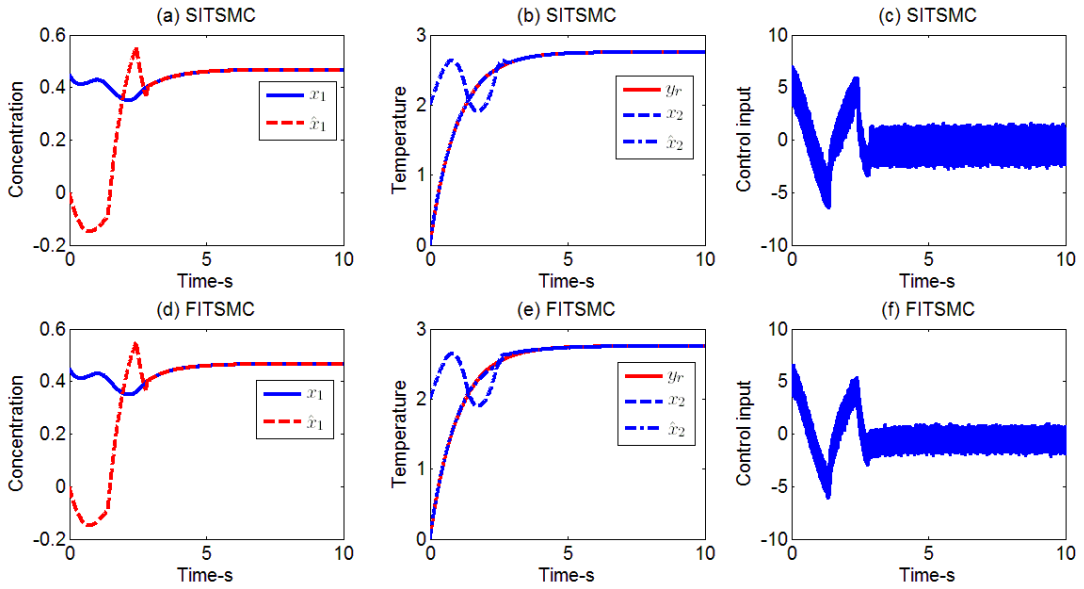 (a) SITSMC
(b) SITSMC
(c) SITSMC
0.6
0.4
0.2
0
-0.2
Concentration
x₁
x̂₁
0 5 10
Time-s
3
2
1
0
Temperature
yᵣ
x₂
x̂₂
0 5 10
Time-s
10
5
0
-5
-10
Control input
0 5 10
Time-s
(d) FITSMC
(e) FITSMC
(f) FITSMC
0.6
0.4
0.2
0
-0.2
Concentration
x₁
x̂₁
0 5 10
Time-s
3
2
1
0
Temperature
yᵣ
x₂
x̂₂
0 5 10
Time-s
10
5
0
-5
-10
Control input
0 5 10
Time-s